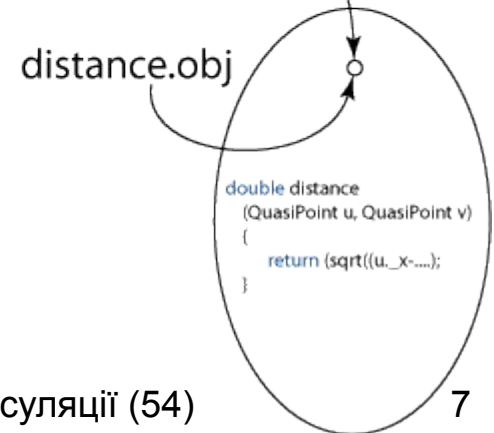 distance.obj
double distance
(QuasiPoint u, QuasiPoint v)
{
return (sqrt((u._x-....);
}
суляції (54)
7